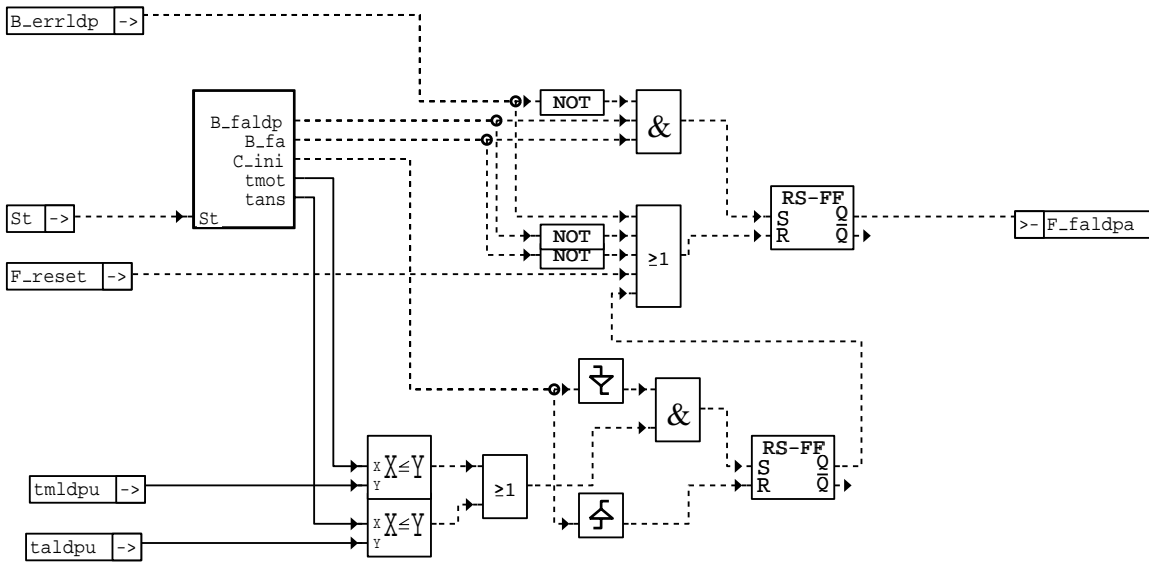 B_errldp ->
NOT
&
B_faldp
B_fa
C_ini
tmot
tans
St
St ->
RS-FF
S Q
R Q̅
>- F_faldpa
NOT
NOT
≥1
F_reset ->
&
RS-FF
S Q
R Q̅
X X≤Y
Y
≥1
tmldpu ->
X X≤Y
Y
taldpu ->